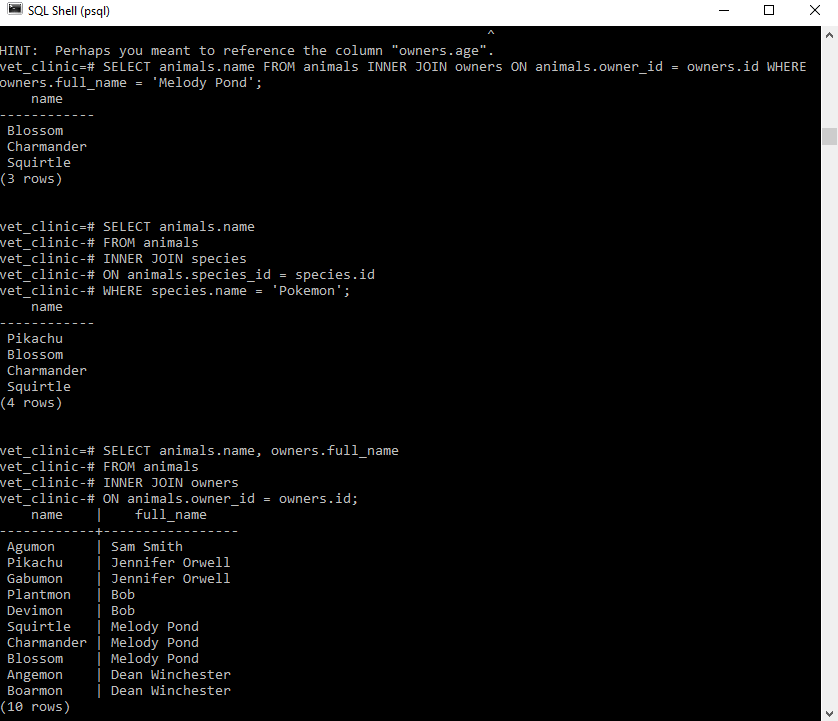 SQL Shell (psql)
^
HINT:  Perhaps you meant to reference the column "owners.age".
vet_clinic=# SELECT animals.name FROM animals INNER JOIN owners ON animals.owner_id = owners.id WHERE
owners.full_name = 'Melody Pond';
    name
------------
 Blossom
 Charmander
 Squirtle
(3 rows)
vet_clinic=# SELECT animals.name
vet_clinic-# FROM animals
vet_clinic-# INNER JOIN species
vet_clinic-# ON animals.species_id = species.id
vet_clinic-# WHERE species.name = 'Pokemon';
    name
------------
 Pikachu
 Blossom
 Charmander
 Squirtle
(4 rows)
vet_clinic=# SELECT animals.name, owners.full_name
vet_clinic-# FROM animals
vet_clinic-# INNER JOIN owners
vet_clinic-# ON animals.owner_id = owners.id;
    name    |    full_name
------------+-----------------
 Agumon     | Sam Smith
 Pikachu    | Jennifer Orwell
 Gabumon    | Jennifer Orwell
 Plantmon   | Bob
 Devimon    | Bob
 Squirtle   | Melody Pond
 Charmander | Melody Pond
 Blossom    | Melody Pond
 Angemon    | Dean Winchester
 Boarmon    | Dean Winchester
(10 rows)